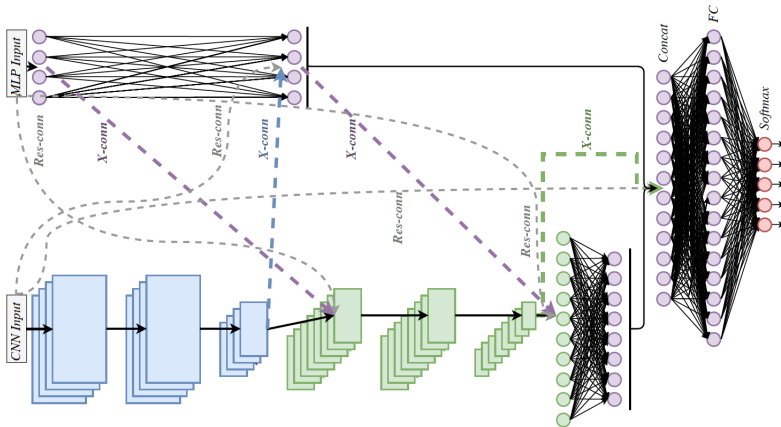 MLP Input
Res-conn
X-conn
Res-conn
X-conn
X-conn
Res-conn
Res-conn
X-conn
Concat
FC
Softmax
CNN Input